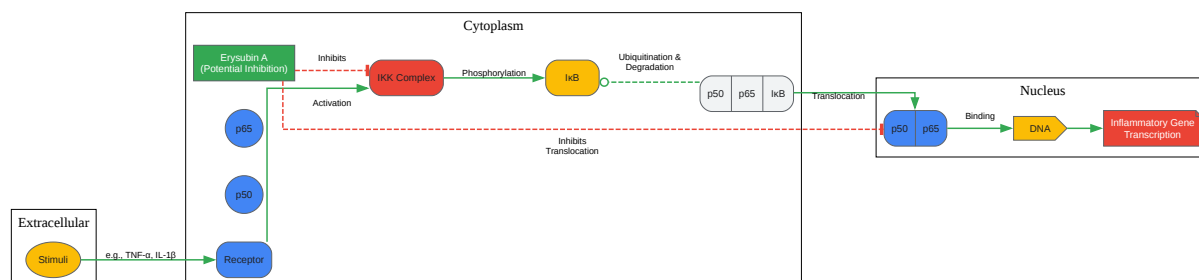 Cytoplasm
Erysubin A
(Potential Inhibition)
Inhibits
IKK Complex
Activation
Phosphorylation
IκB
Ubiquitination &
Degradation
p50
p65
IκB
Translocation
Nucleus
p50
p65
Binding
DNA
Inflammatory Gene
Transcription
Inhibits
Translocation
p65
p50
Extracellular
Stimuli
e.g., TNF-α, IL-1β
Receptor